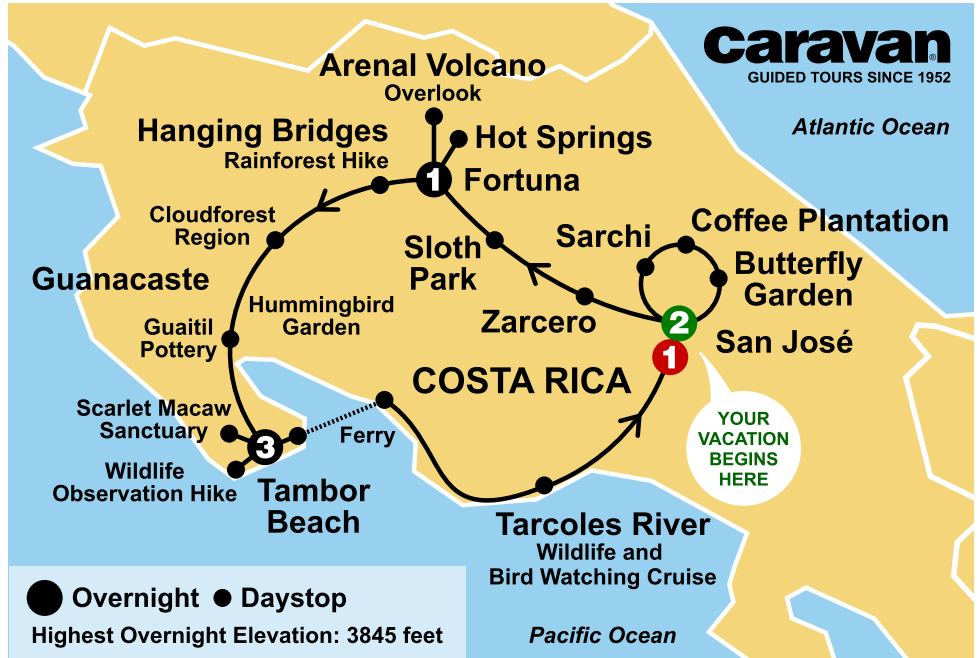 caravan®
GUIDED TOURS SINCE 1952
Arenal Volcano
Overlook
Atlantic Ocean
Hanging Bridges
Rainforest Hike
Hot Springs
1
Fortuna
Cloudforest
Region
Sloth
Park
Sarchi
Coffee Plantation
Butterfly
Garden
Guanacaste
Hummingbird
Garden
Zarcero
2
San José
1
Guaitil
Pottery
COSTA RICA
YOUR
VACATION
BEGINS
HERE
Scarlet Macaw
Sanctuary
3
Ferry
Wildlife
Observation Hike
Tambor
Beach
Tarcoles River
Wildlife and
Bird Watching Cruise
Overnight
Daystop
Highest Overnight Elevation: 3845 feet
Pacific Ocean